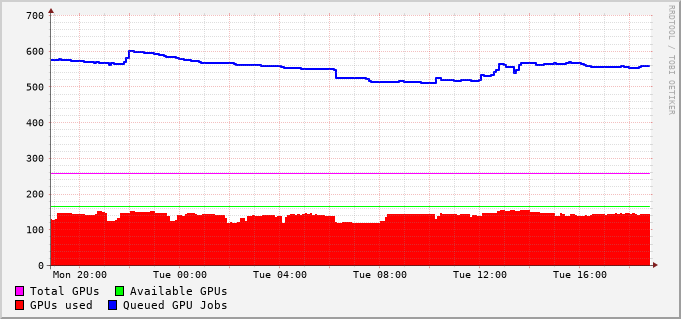 700
600
500
400
300
200
100
0
Mon 20:00 Tue 00:00 Tue 04:00 Tue 08:00 Tue 12:00 Tue 16:00
Total GPUs Available GPUs
GPUs used Queued GPU Jobs
RRDTOOL / TOBI OETIKER